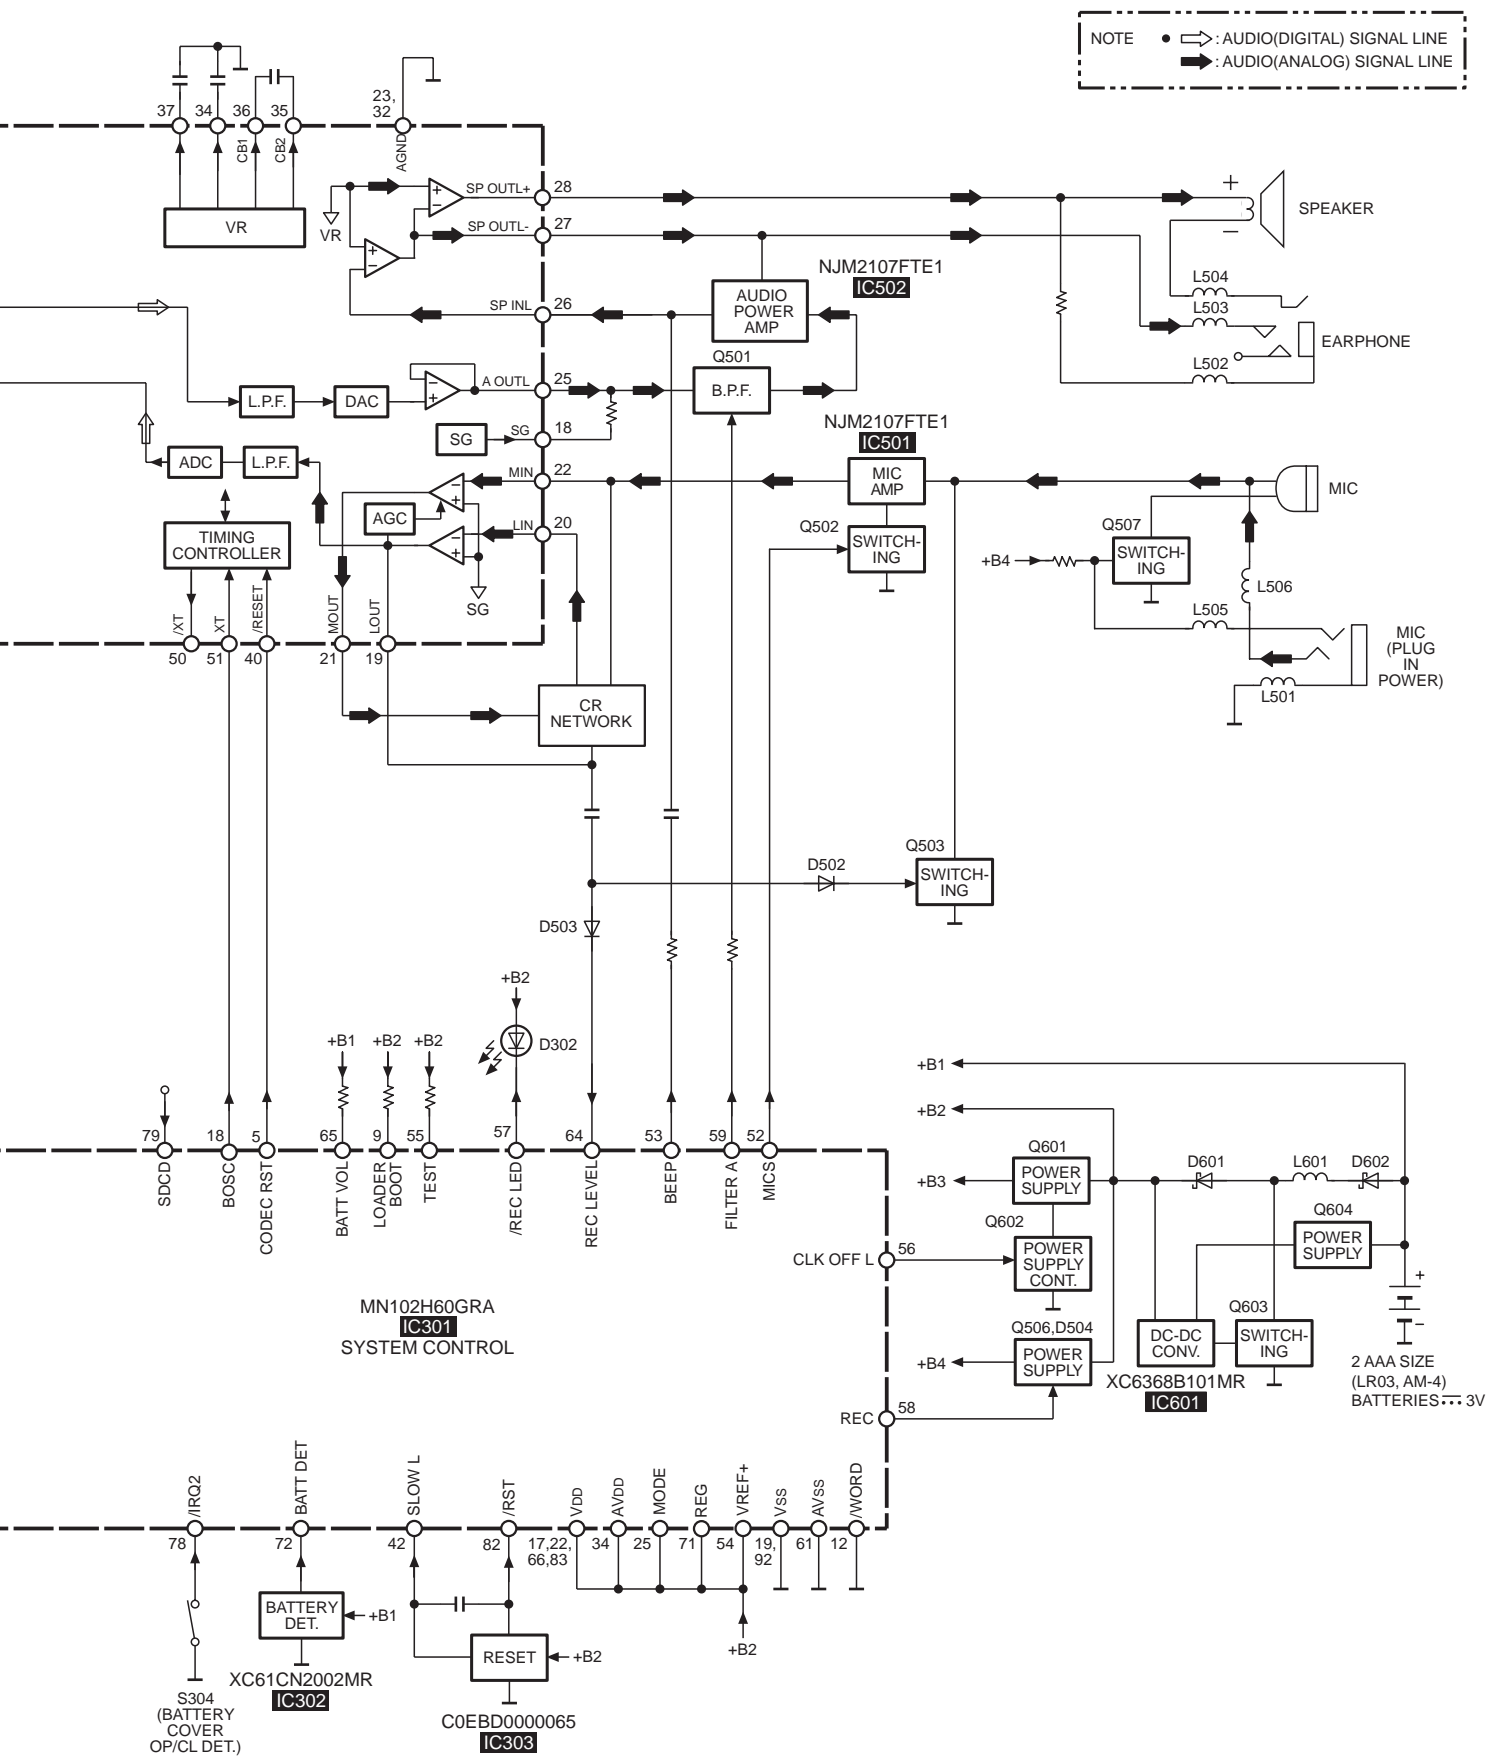 NOTE
: AUDIO(DIGITAL) SIGNAL LINE
: AUDIO(ANALOG) SIGNAL LINE
37
34
36
35
23,
32
CB1
CB2
AGND
VR
VR
+
−
SP OUTL+
28
SP OUTL-
27
+
−
SP INL
26
+
−
SPEAKER
NJM2107FTE1
IC502
AUDIO
POWER
AMP
L504
L503
EARPHONE
L502
Q501
B.P.F.
L.P.F.
DAC
−
+
A OUTL
25
SG
SG
18
NJM2107FTE1
IC501
MIC
AMP
ADC
L.P.F.
−
+
MIN
22
AGC
−
+
LIN
20
SG
MIC
Q502
SWITCH-
ING
Q507
SWITCH-
ING
+B4
L506
L505
MIC
(PLUG
IN
POWER)
L501
TIMING
CONTROLLER
/XT
XT
/RESET
MOUT
LOUT
50
51
40
21
19
CR
NETWORK
Q503
SWITCH-
ING
D502
D503
+B2
D302
+B1
+B2
+B2
79
18
5
65
9
55
57
64
53
59
52
SDCD
BOSC
CODEC RST
BATT VOL
LOADER
BOOT
TEST
/REC LED
REC LEVEL
BEEP
FILTER A
MICS
+B1
+B2
+B3
Q601
POWER
SUPPLY
D601
L601
D602
Q602
POWER
SUPPLY
CONT.
Q604
POWER
SUPPLY
CLK OFF L
56
MN102H60GRA
IC301
SYSTEM CONTROL
Q506,D504
POWER
SUPPLY
+B4
DC-DC
CONV.
Q603
SWITCH-
ING
XC6368B101MR
IC601
+
−
2 AAA SIZE
(LR03, AM-4)
BATTERIES 3V
REC
58
/IRQ2
BATT DET
SLOW L
/RST
VDD
AVDD
MODE
REG
VREF+
VSS
AVSS
/WORD
78
72
42
82
17,22,
66,83
34
25
71
54
19,
92
61
12
BATTERY
DET.
+B1
XC61CN2002MR
IC302
RESET
+B2
C0EBD0000065
IC303
+B2
S304
(BATTERY
COVER
OP/CL DET.)